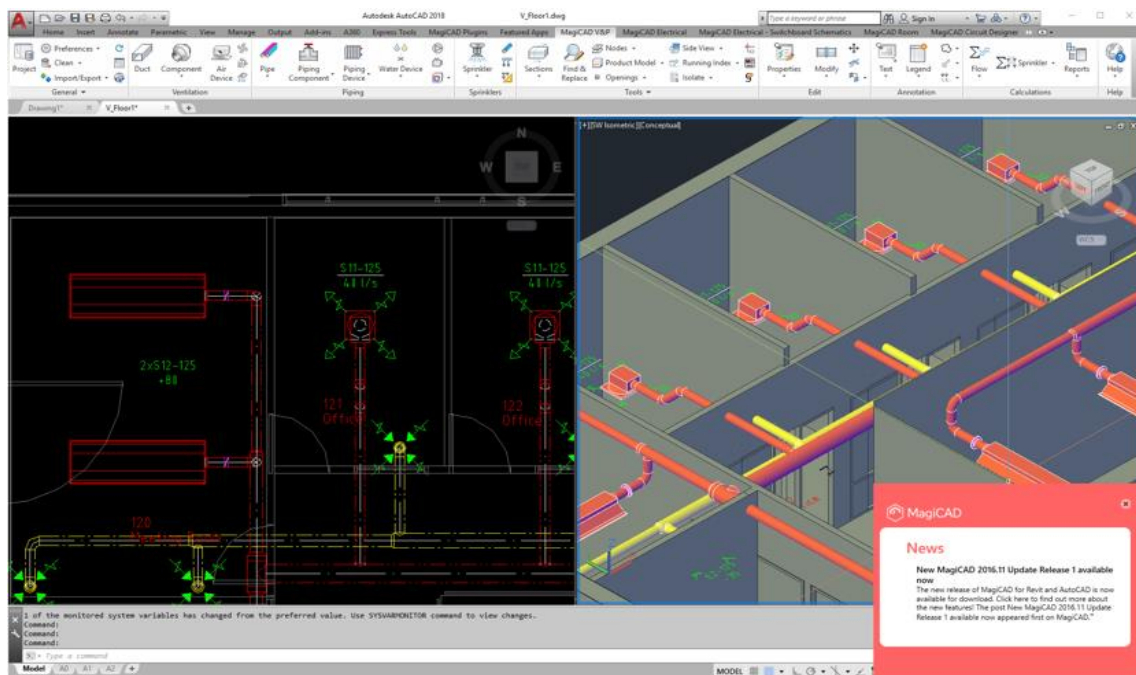 Autodesk AutoCAD 2018 V_Floor1.dwg
Type a keyword or phrase Sign In
Home Insert Annotate Parametric View Manage Output Add-ins A360 Express Tools MagiCAD Plugins Featured Apps MagiCAD V&P MagiCAD Electrical MagiCAD Electrical - Switchboard Schematics MagiCAD Room MagiCAD Circuit Designer
Project
Preferences
Clean
Import/Export
Duct
Component
Air Device
Pipe
Piping Component
Piping Device
Water Device
Sprinkler
Sections
Find & Replace
Nodes
Product Model
Openings
Side View
Running Index
Isolate
Properties
Modify
Text
Legend
Flow
Sprinkler
Reports
Help
General Ventilation Piping Sprinklers Tools Edit Annotation Calculations Help
Drawing1* V_Floor1*
[+][SW Isometric][Conceptual]
N
W E
S
S11-125
S11-125
2xS12-125
121
Office
122
Office
120
TOP
WCS
1 of the monitored system variables has changed from the preferred value. Use SYSVARMONITOR command to view changes.
Command:
Command:
Command:
Type a command
Model A0 A1 A2 +
MODEL
MagiCAD
News
New MagiCAD 2016.11 Update Release 1 available
now
The new release of MagiCAD for Revit and AutoCAD is now
available for download. Click here to find out more about
the new features! The post New MagiCAD 2016.11 Update
Release 1 available now appeared first on MagiCAD."